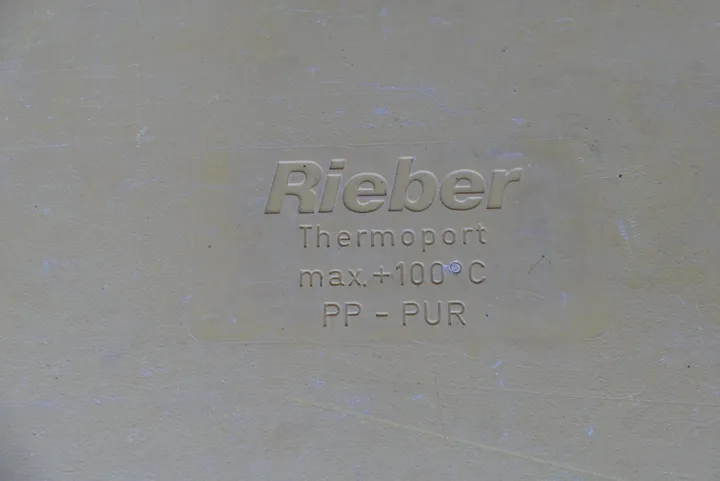 Rieber
Thermoport
max.+100°C
PP - PUR